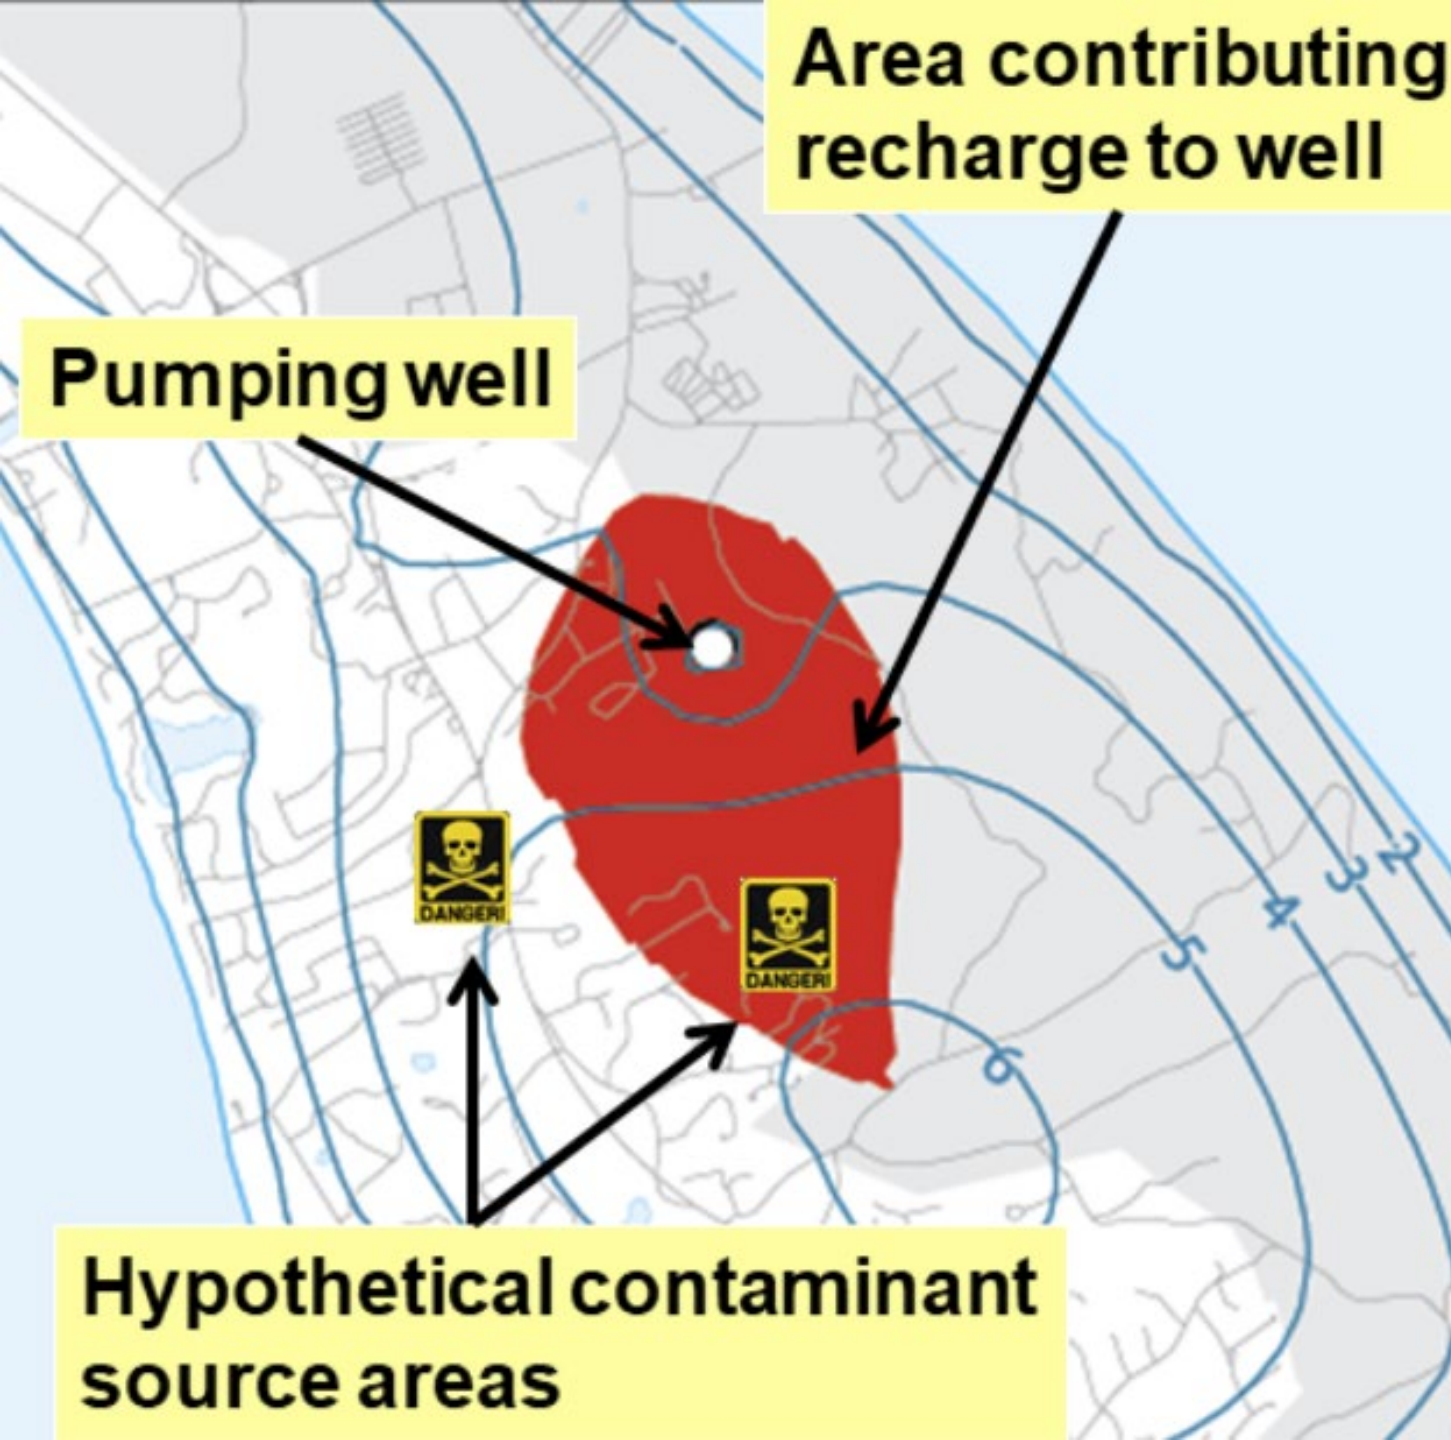 Area contributing
recharge to well
Pumping well
DANGER!
DANGER!
2
3
4
5
6
Hypothetical contaminant
source areas